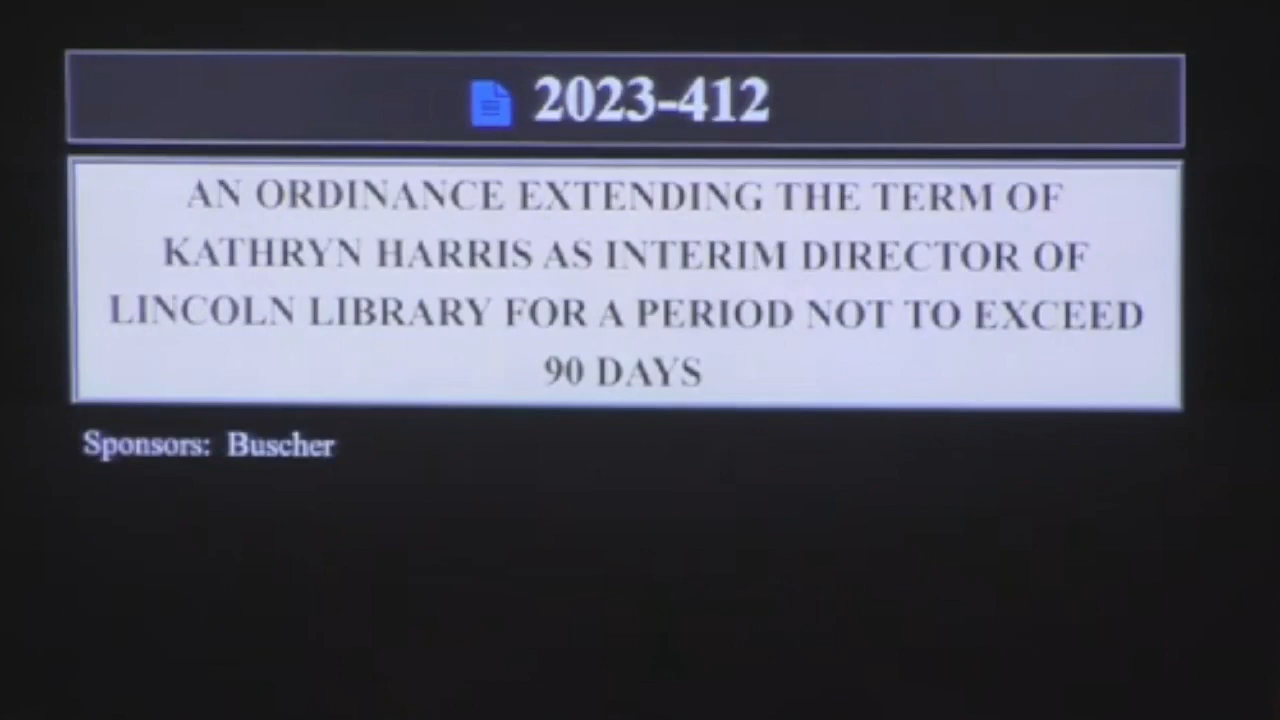 2023-412
AN ORDINANCE EXTENDING THE TERM OF
KATHRYN HARRIS AS INTERIM DIRECTOR OF
LINCOLN LIBRARY FOR A PERIOD NOT TO EXCEED
90 DAYS
Sponsors: Buscher